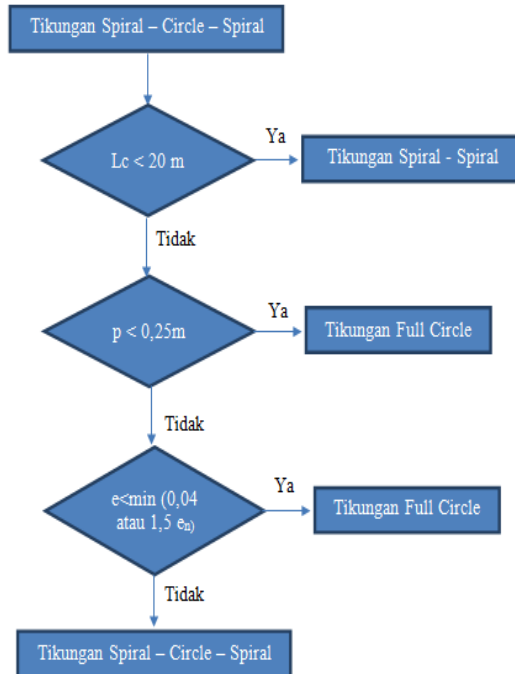 Tikungan Spiral – Circle – Spiral
Ya
Lc < 20 m
Tikungan Spiral - Spiral
Tidak
Ya
p < 0,25m
Tikungan Full Circle
Tidak
Ya
e<min (0,04
atau 1,5 eₙ)
Tikungan Full Circle
Tidak
Tikungan Spiral – Circle – Spiral